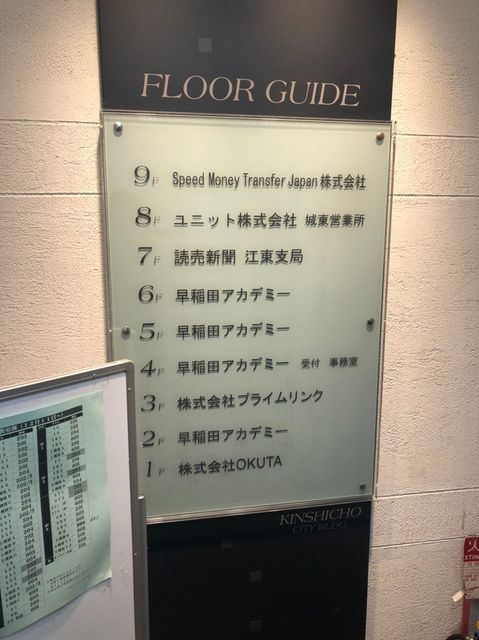 FLOOR GUIDE
9F Speed Money Transfer Japan 株式会社
8F ユニット株式会社 城東営業所
7F 読売新聞 江東支局
6F 早稲田アカデミー
5F 早稲田アカデミー
4F 早稲田アカデミー 受付 事務室
3F 株式会社プライムリンク
2F 早稲田アカデミー
1F 株式会社OKUTA
KINSHICHO
CITY BLDG.
火